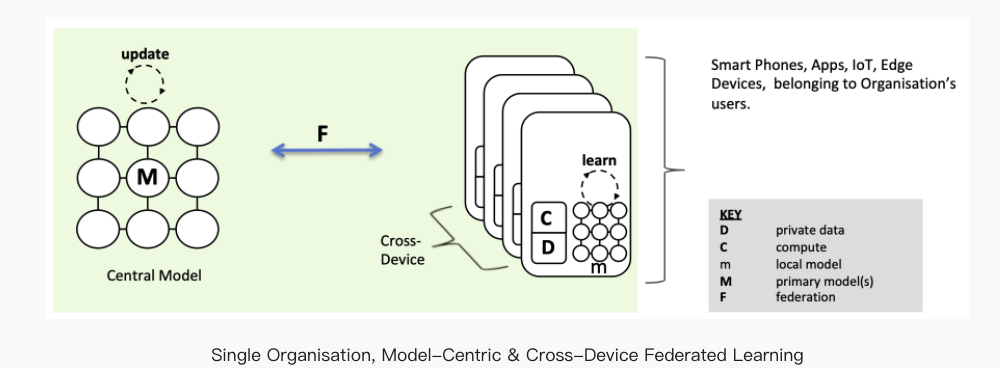 update
M
Central Model
F
Cross-
Device
learn
C
D
m
Smart Phones, Apps, IoT, Edge
Devices, belonging to Organisation's
users.
KEY
D private data
C compute
m local model
M primary model(s)
F federation
Single Organisation, Model-Centric & Cross-Device Federated Learning